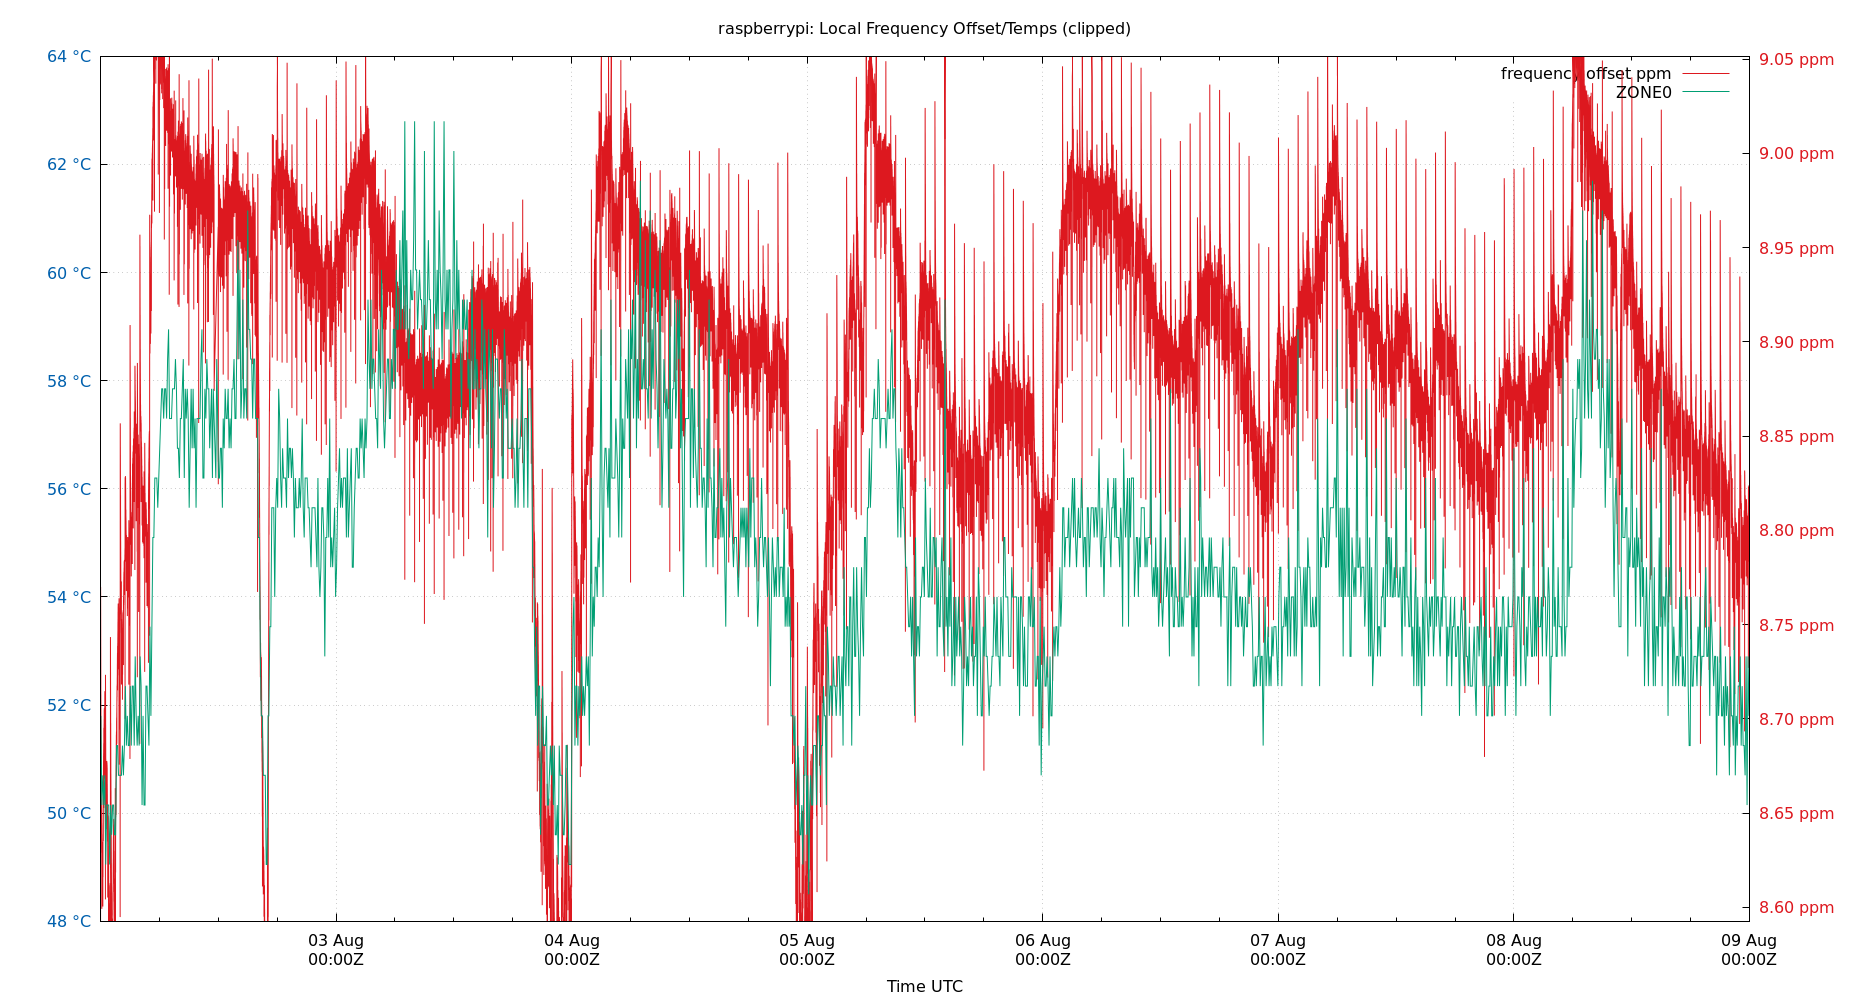 raspberrypi: Local Frequency Offset/Temps (clipped)
64 °C
62 °C
60 °C
58 °C
56 °C
54 °C
52 °C
50 °C
48 °C
frequency offset ppm
ZONE0
9.05 ppm
9.00 ppm
8.95 ppm
8.90 ppm
8.85 ppm
8.80 ppm
8.75 ppm
8.70 ppm
8.65 ppm
8.60 ppm
03 Aug 04 Aug 05 Aug 06 Aug 07 Aug 08 Aug 09 Aug
00:00Z 00:00Z 00:00Z 00:00Z 00:00Z 00:00Z 00:00Z
Time UTC